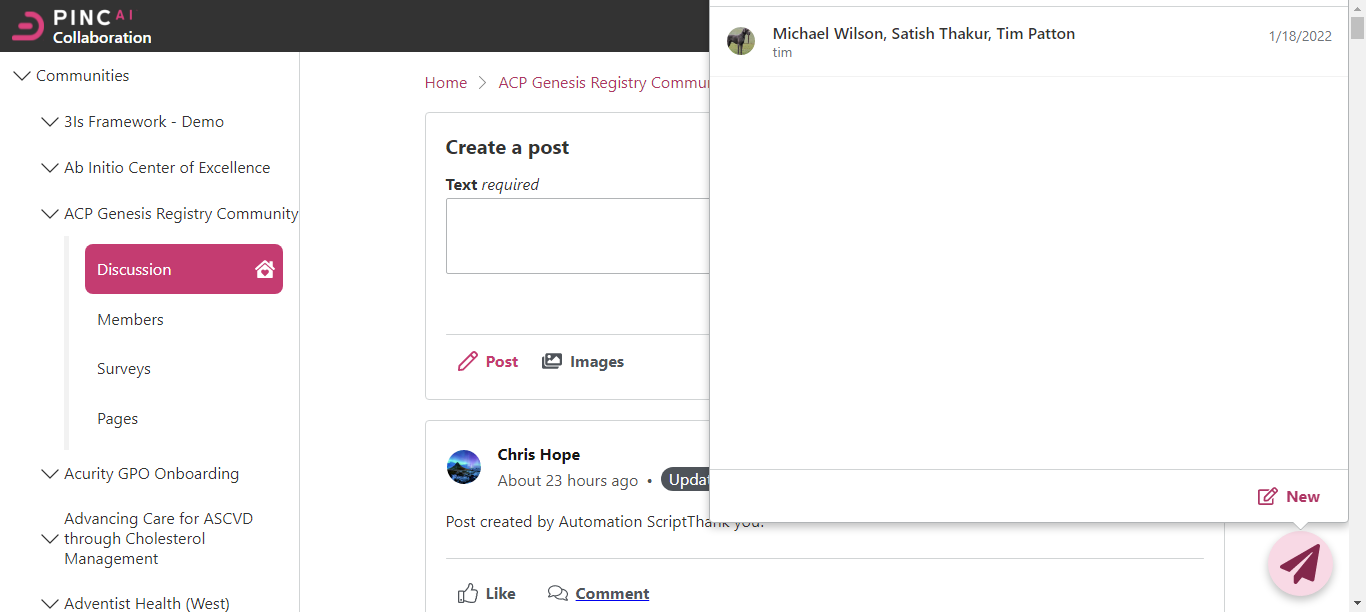 PINC AI
Collaboration
Communities
3Is Framework - Demo
Ab Initio Center of Excellence
ACP Genesis Registry Community
Discussion
Members
Surveys
Pages
Acurity GPO Onboarding
Advancing Care for ASCVD
through Cholesterol
Management
Adventist Health (West)
Home
ACP Genesis Registry Commun
Create a post
Text required
Post
Images
Chris Hope
About 23 hours ago • Updat
Post created by Automation ScriptThank you.
Like
Comment
Michael Wilson, Satish Thakur, Tim Patton
1/18/2022
tim
New